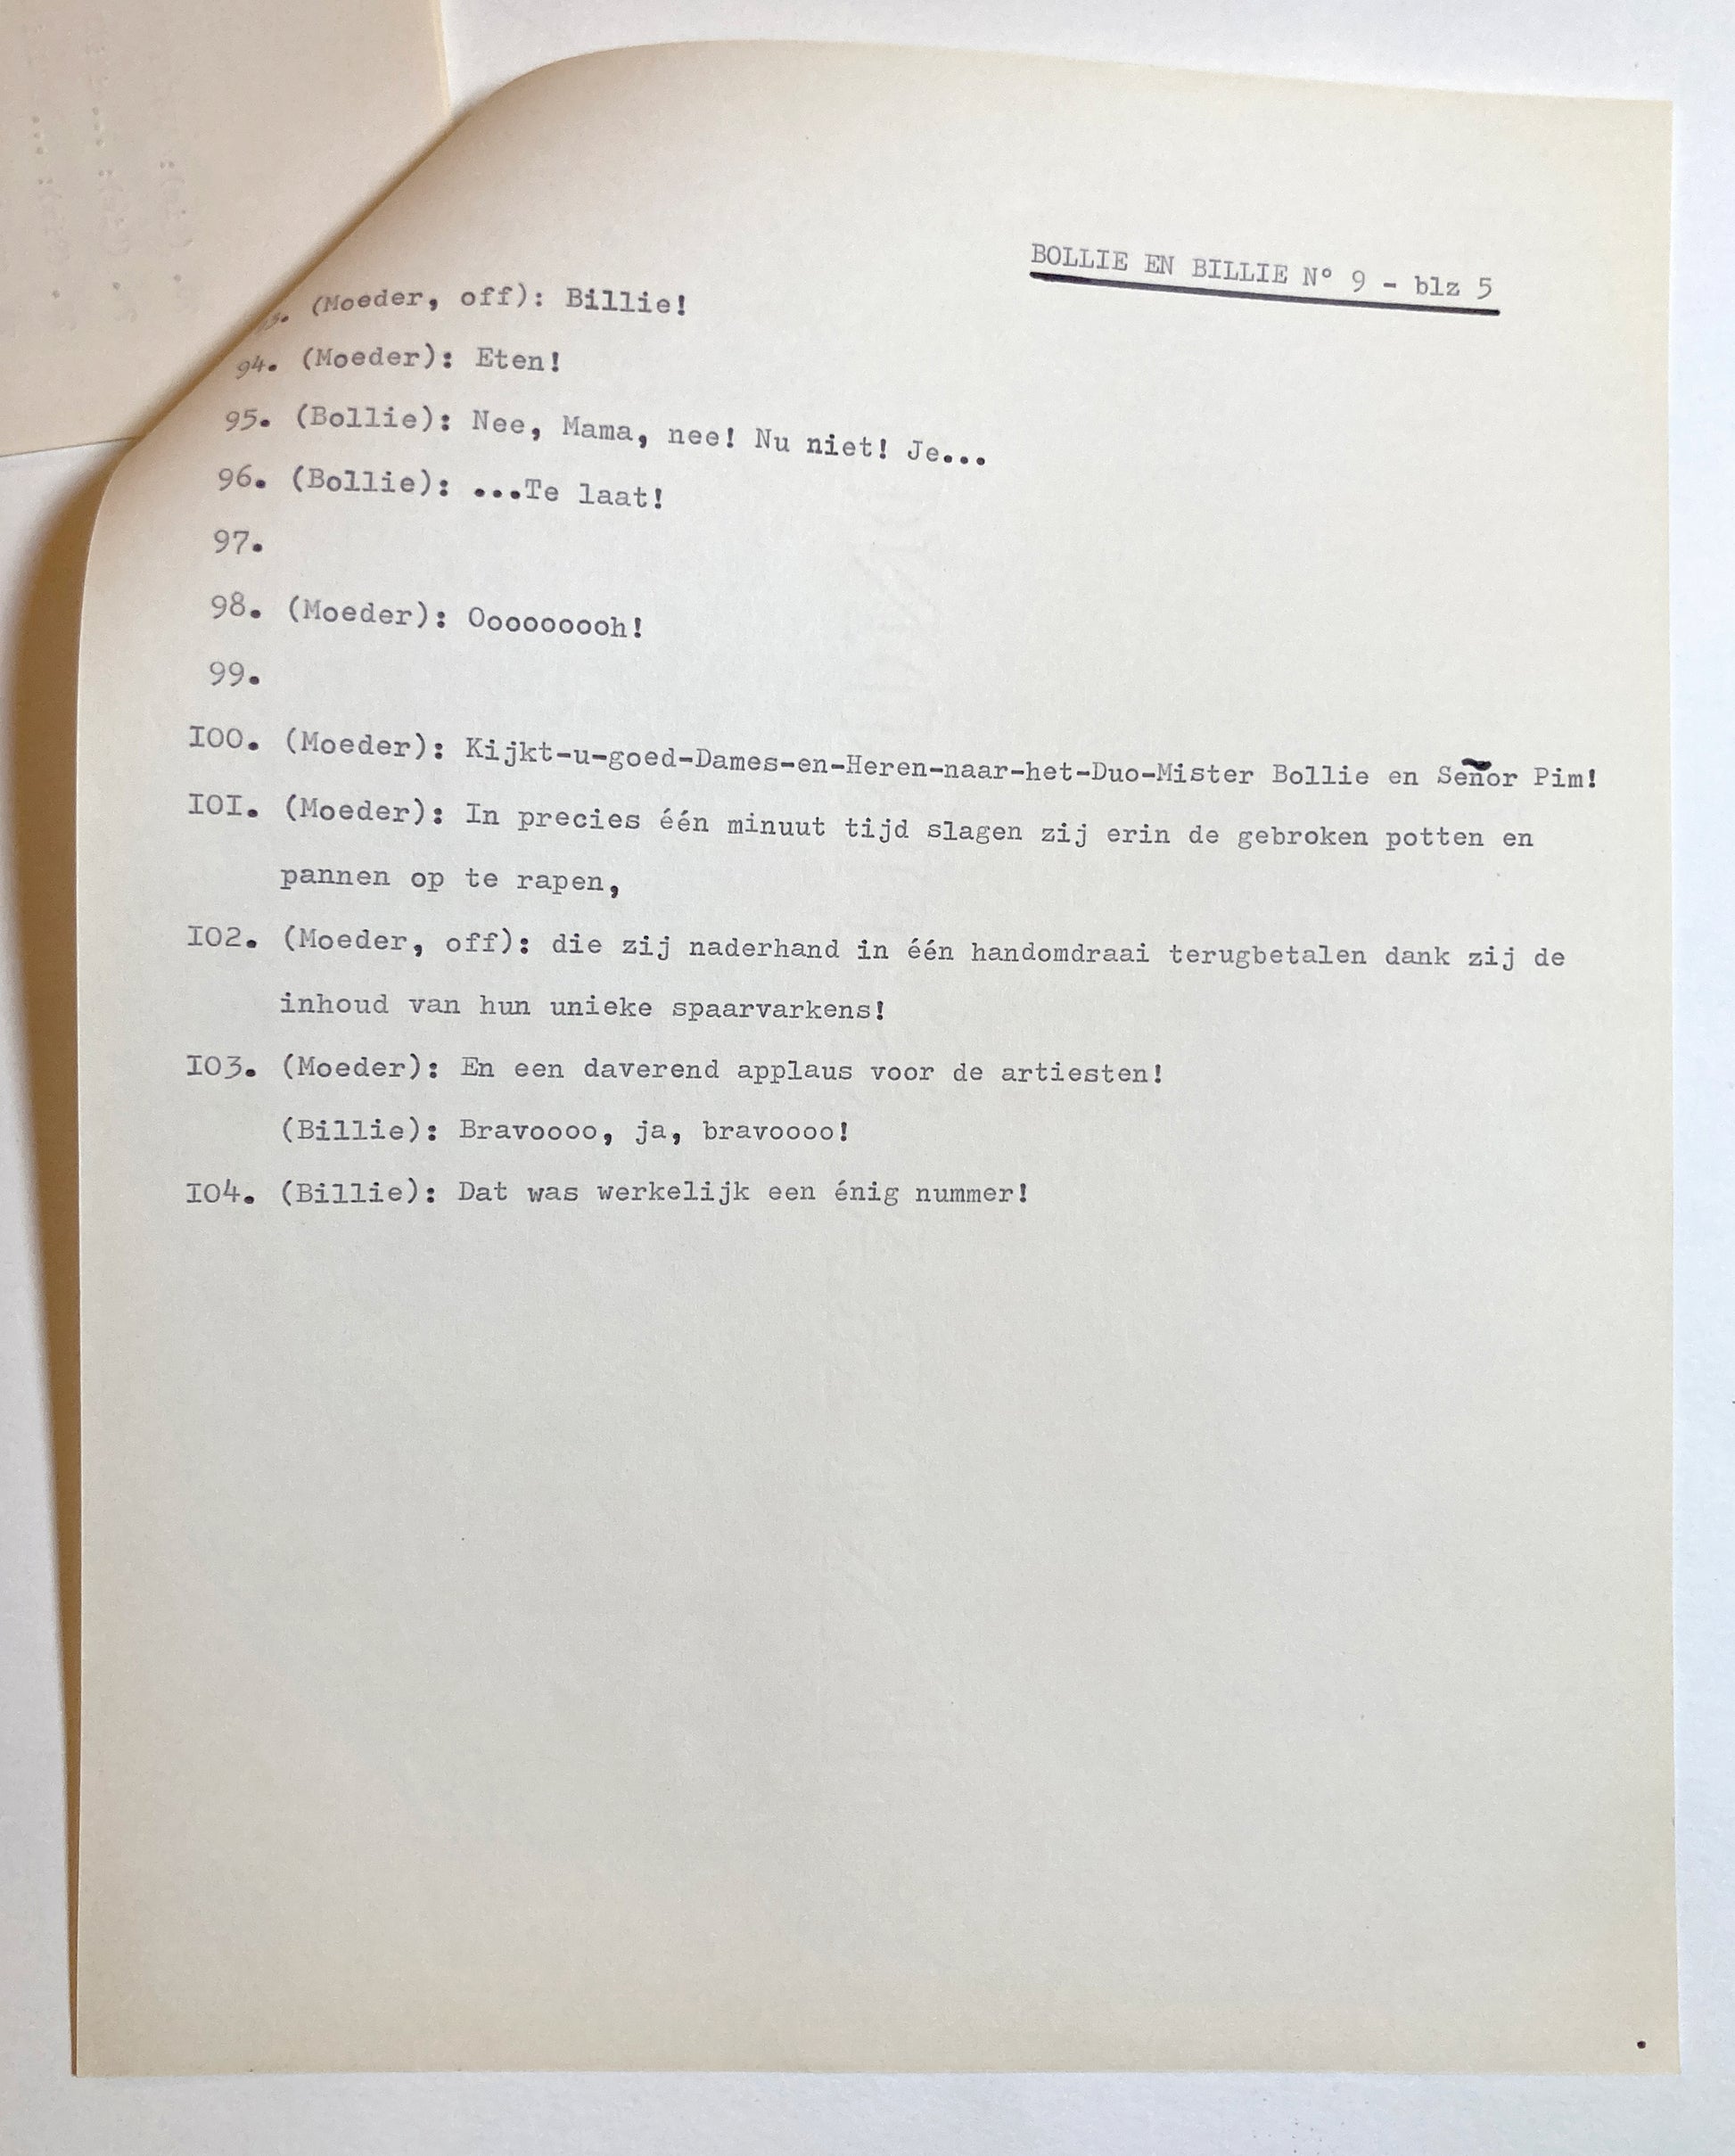 BOLLIE EN BILLIE N° 9 - blz 5
(Moeder, off): Billie!
94. (Moeder): Eten!
95. (Bollie): Nee, Mama, nee! Nu niet! Je...
96. (Bollie): ...Te laat!
97.
98. (Moeder): Ooooooooh!
99.
I00. (Moeder): Kijkt-u-goed-Dames-en-Heren-naar-het-Duo-Mister Bollie en Señor Pim!
I0I. (Moeder): In precies één minuut tijd slagen zij erin de gebroken potten en
pannen op te rapen,
I02. (Moeder, off): die zij naderhand in één handomdraai terugbetalen dank zij de
inhoud van hun unieke spaarvarkens!
I03. (Moeder): En een daverend applaus voor de artiesten!
(Billie): Bravoooo, ja, bravoooo!
I04. (Billie): Dat was werkelijk een énig nummer!